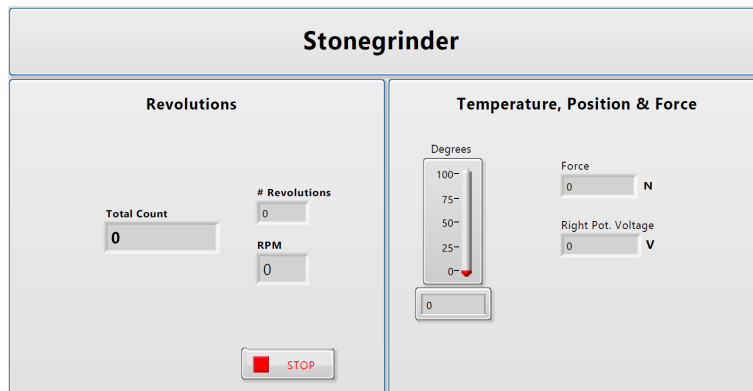 Stonegrinder
Revolutions
Total Count
0
# Revolutions
0
RPM
0
STOP
Temperature, Position & Force
Degrees
100
75
50
25
0
0
Force
0 N
Right Pot. Voltage
0 V